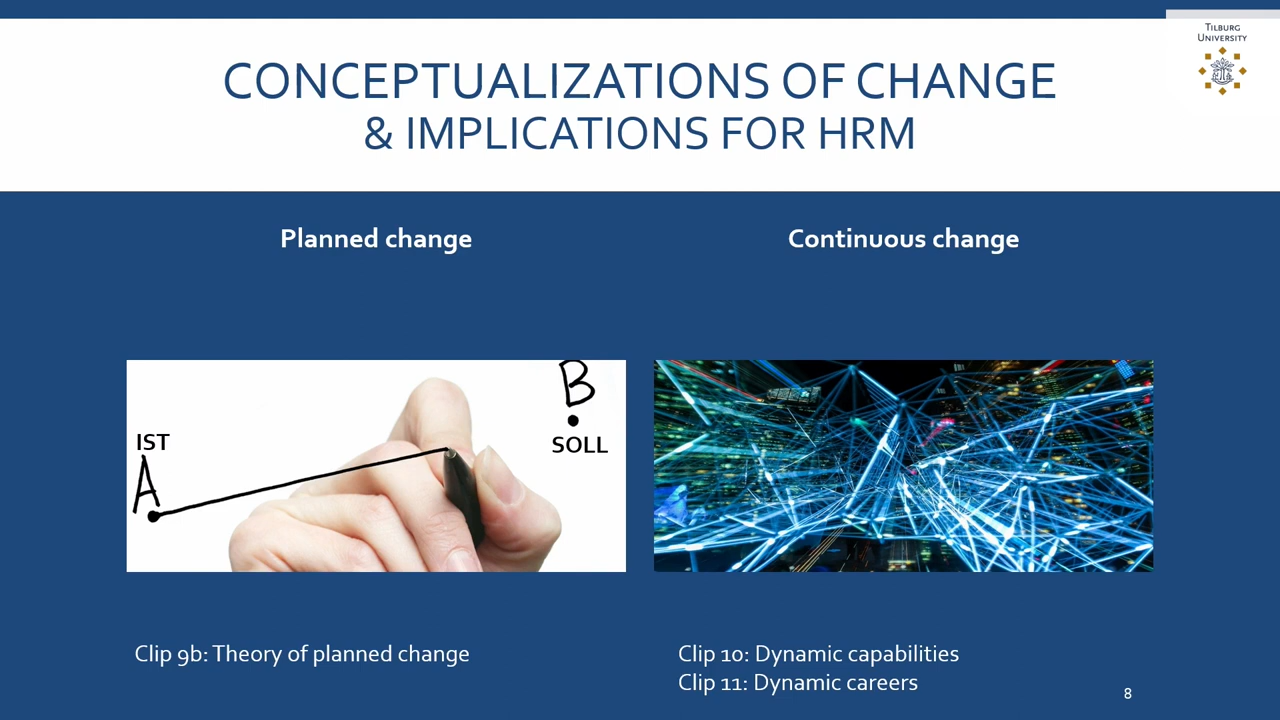 TILBURG
UNIVERSITY
CONCEPTUALIZATIONS OF CHANGE
& IMPLICATIONS FOR HRM
Planned change
Continuous change
IST
A
B
SOLL
Clip 9b: Theory of planned change
Clip 10: Dynamic capabilities
Clip 11: Dynamic careers
8